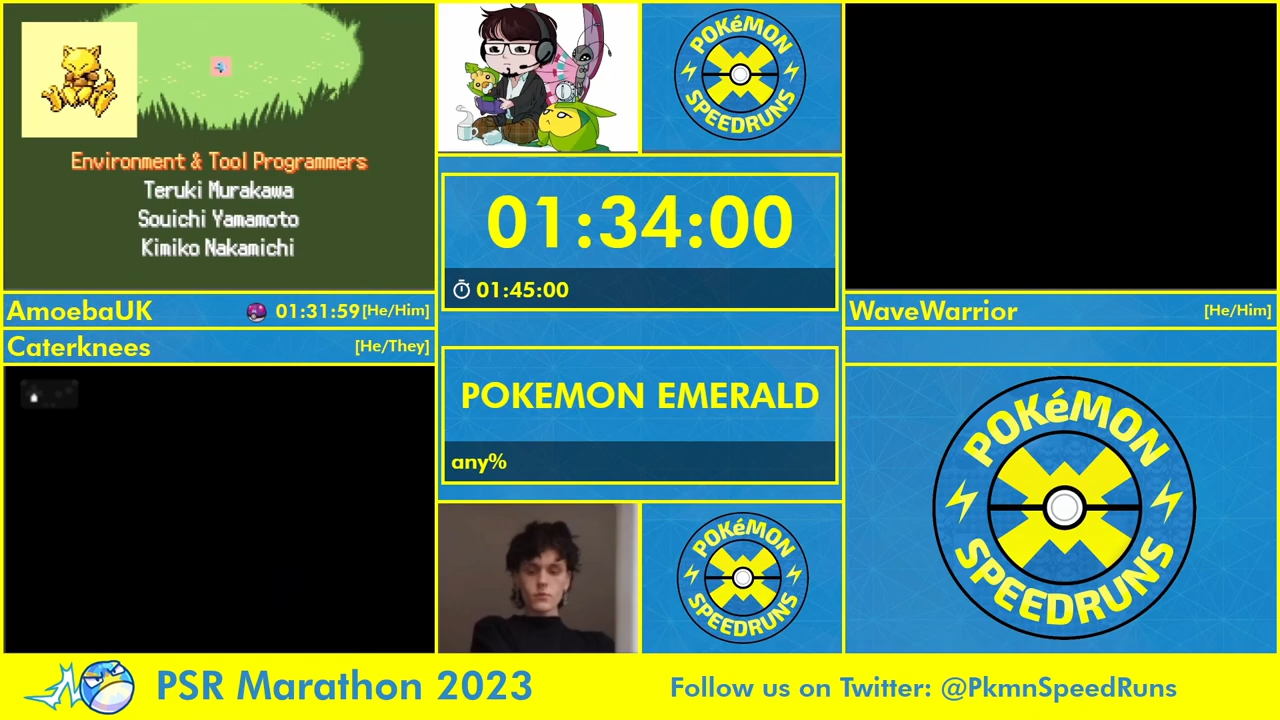 Environment & Tool Programmers
Teruki Murakawa
Souichi Yamamoto
Kimiko Nakamichi
AmoebaUK 01:31:59 [He/Him]
Caterknees [He/They]
POKéMON SPEEDRUNS
01:34:00
01:45:00
POKEMON EMERALD
any%
POKéMON SPEEDRUNS
WaveWarrior [He/Him]
POKéMON SPEEDRUNS
PSR Marathon 2023
Follow us on Twitter: @PkmnSpeedRuns